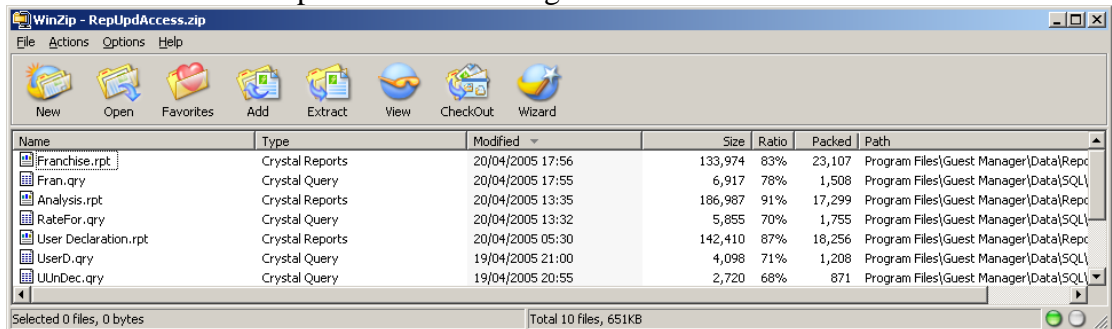 WinZip - RepUpdAccess.zip
File Actions Options Help
New Open Favorites Add Extract View CheckOut Wizard
Name Type Modified Size Ratio Packed Path
Franchise.rpt Crystal Reports 20/04/2005 17:56 133,974 83% 23,107 Program Files\Guest Manager\Data\Repo
Fran.qry Crystal Query 20/04/2005 17:55 6,917 78% 1,508 Program Files\Guest Manager\Data\SQL\
Analysis.rpt Crystal Reports 20/04/2005 13:35 186,987 91% 17,299 Program Files\Guest Manager\Data\Repo
RateFor.qry Crystal Query 20/04/2005 13:32 5,855 70% 1,755 Program Files\Guest Manager\Data\SQL\
User Declaration.rpt Crystal Reports 20/04/2005 05:30 142,410 87% 18,256 Program Files\Guest Manager\Data\Repo
UserD.qry Crystal Query 19/04/2005 21:00 4,098 71% 1,208 Program Files\Guest Manager\Data\SQL\
UUnDec.qry Crystal Query 19/04/2005 20:55 2,720 68% 871 Program Files\Guest Manager\Data\SQL\
Selected 0 files, 0 bytes Total 10 files, 651KB